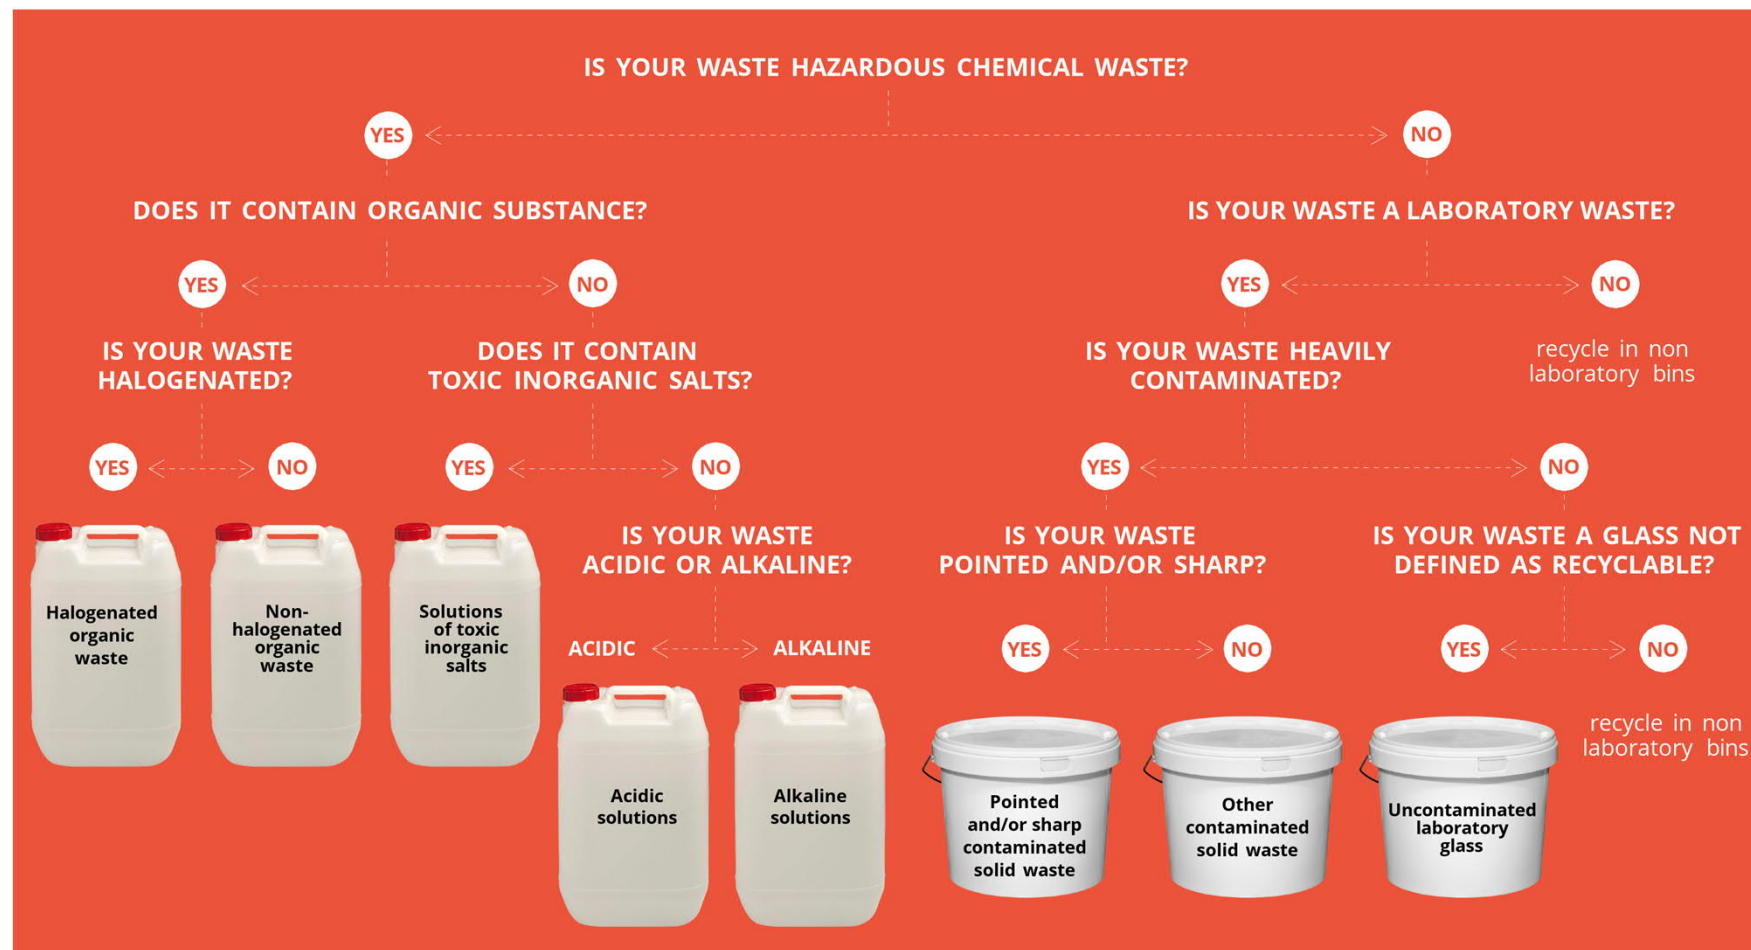 IS YOUR WASTE HAZARDOUS CHEMICAL WASTE?
YES
NO
DOES IT CONTAIN ORGANIC SUBSTANCE?
IS YOUR WASTE A LABORATORY WASTE?
YES
NO
YES
NO
IS YOUR WASTE
HALOGENATED?
DOES IT CONTAIN
TOXIC INORGANIC SALTS?
IS YOUR WASTE HEAVILY
CONTAMINATED?
recycle in non
laboratory bins
YES
NO
YES
NO
YES
NO
IS YOUR WASTE
ACIDIC OR ALKALINE?
IS YOUR WASTE
POINTED AND/OR SHARP?
IS YOUR WASTE A GLASS NOT
DEFINED AS RECYCLABLE?
Halogenated
organic
waste
Non-
halogenated
organic
waste
Solutions
of toxic
inorganic
salts
ACIDIC
ALKALINE
YES
NO
YES
NO
recycle in non
laboratory bins
Acidic
solutions
Alkaline
solutions
Pointed
and/or sharp
contaminated
solid waste
Other
contaminated
solid waste
Uncontaminated
laboratory
glass